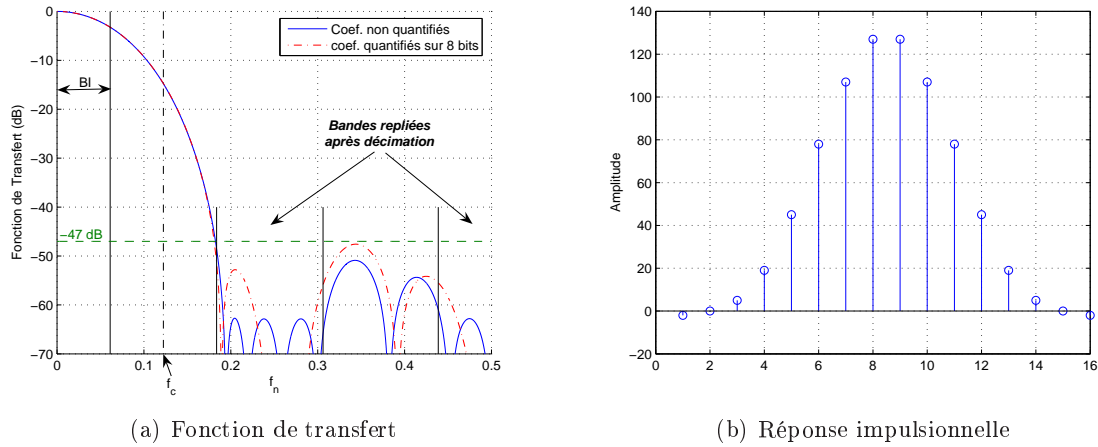 Coef. non quantifiés
coef. quantifiés sur 8 bits
BI
Bandes repliées
après décimation
−47 dB
Fonction de Transfert (dB)
0
−10
−20
−30
−40
−50
−60
−70
0
0.1
0.2
0.3
0.4
0.5
f_c
f_n
(a) Fonction de transfert
Amplitude
140
120
100
80
60
40
20
0
−20
0
2
4
6
8
10
12
14
16
(b) Réponse impulsionnelle